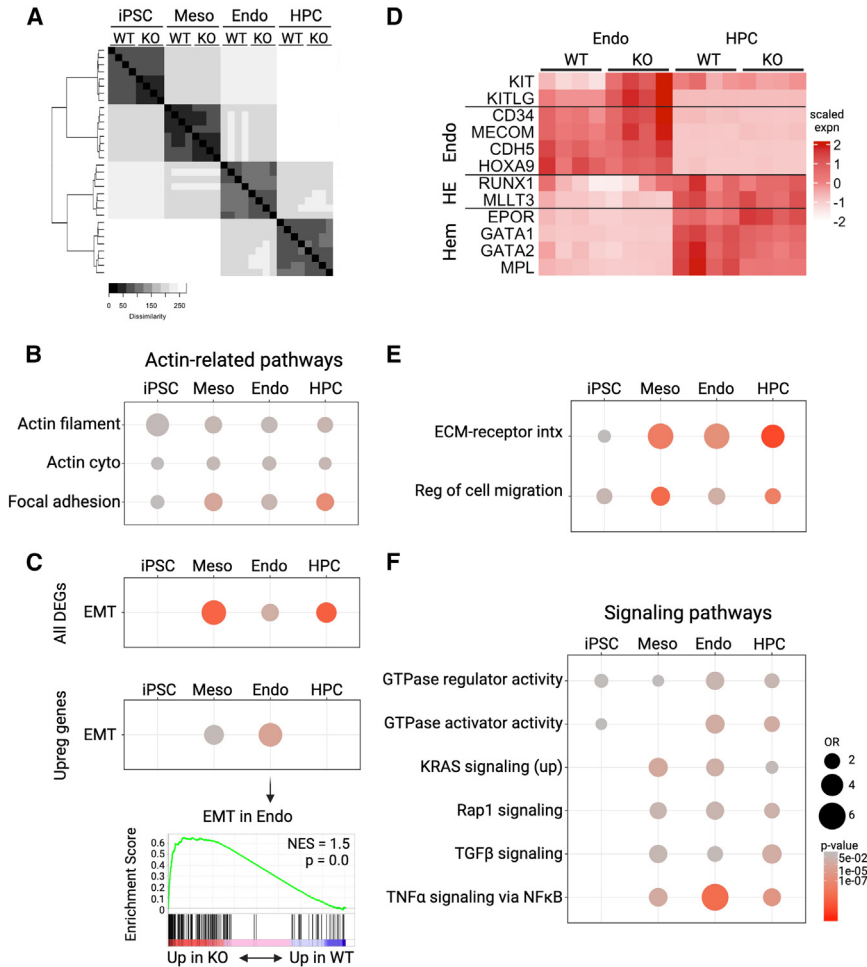 A
iPSC Meso Endo HPC
WT KO WT KO WT KO WT KO
0 50 150 250
Dissimilarity
B
Actin-related pathways
iPSC Meso Endo HPC
Actin filament
Actin cyto
Focal adhesion
C
iPSC Meso Endo HPC
All DEGs
EMT
iPSC Meso Endo HPC
Upreg genes
EMT
EMT in Endo
NES = 1.5
p = 0.0
Enrichment Score
0.6
0.5
0.4
0.3
0.2
0.1
0
Up in KO Up in WT
D
Endo HPC
WT KO WT KO
Endo
HE
Hem
KIT
KITLG
CD34
MECOM
CDH5
HOXA9
RUNX1
MLLT3
EPOR
GATA1
GATA2
MPL
scaled
expn
2
1
0
-1
-2
E
iPSC Meso Endo HPC
ECM-receptor intx
Reg of cell migration
F
Signaling pathways
iPSC Meso Endo HPC
GTPase regulator activity
GTPase activator activity
KRAS signaling (up)
Rap1 signaling
TGFβ signaling
TNFα signaling via NFκB
OR
2
4
6
p-value
5e-02
1e-05
1e-07